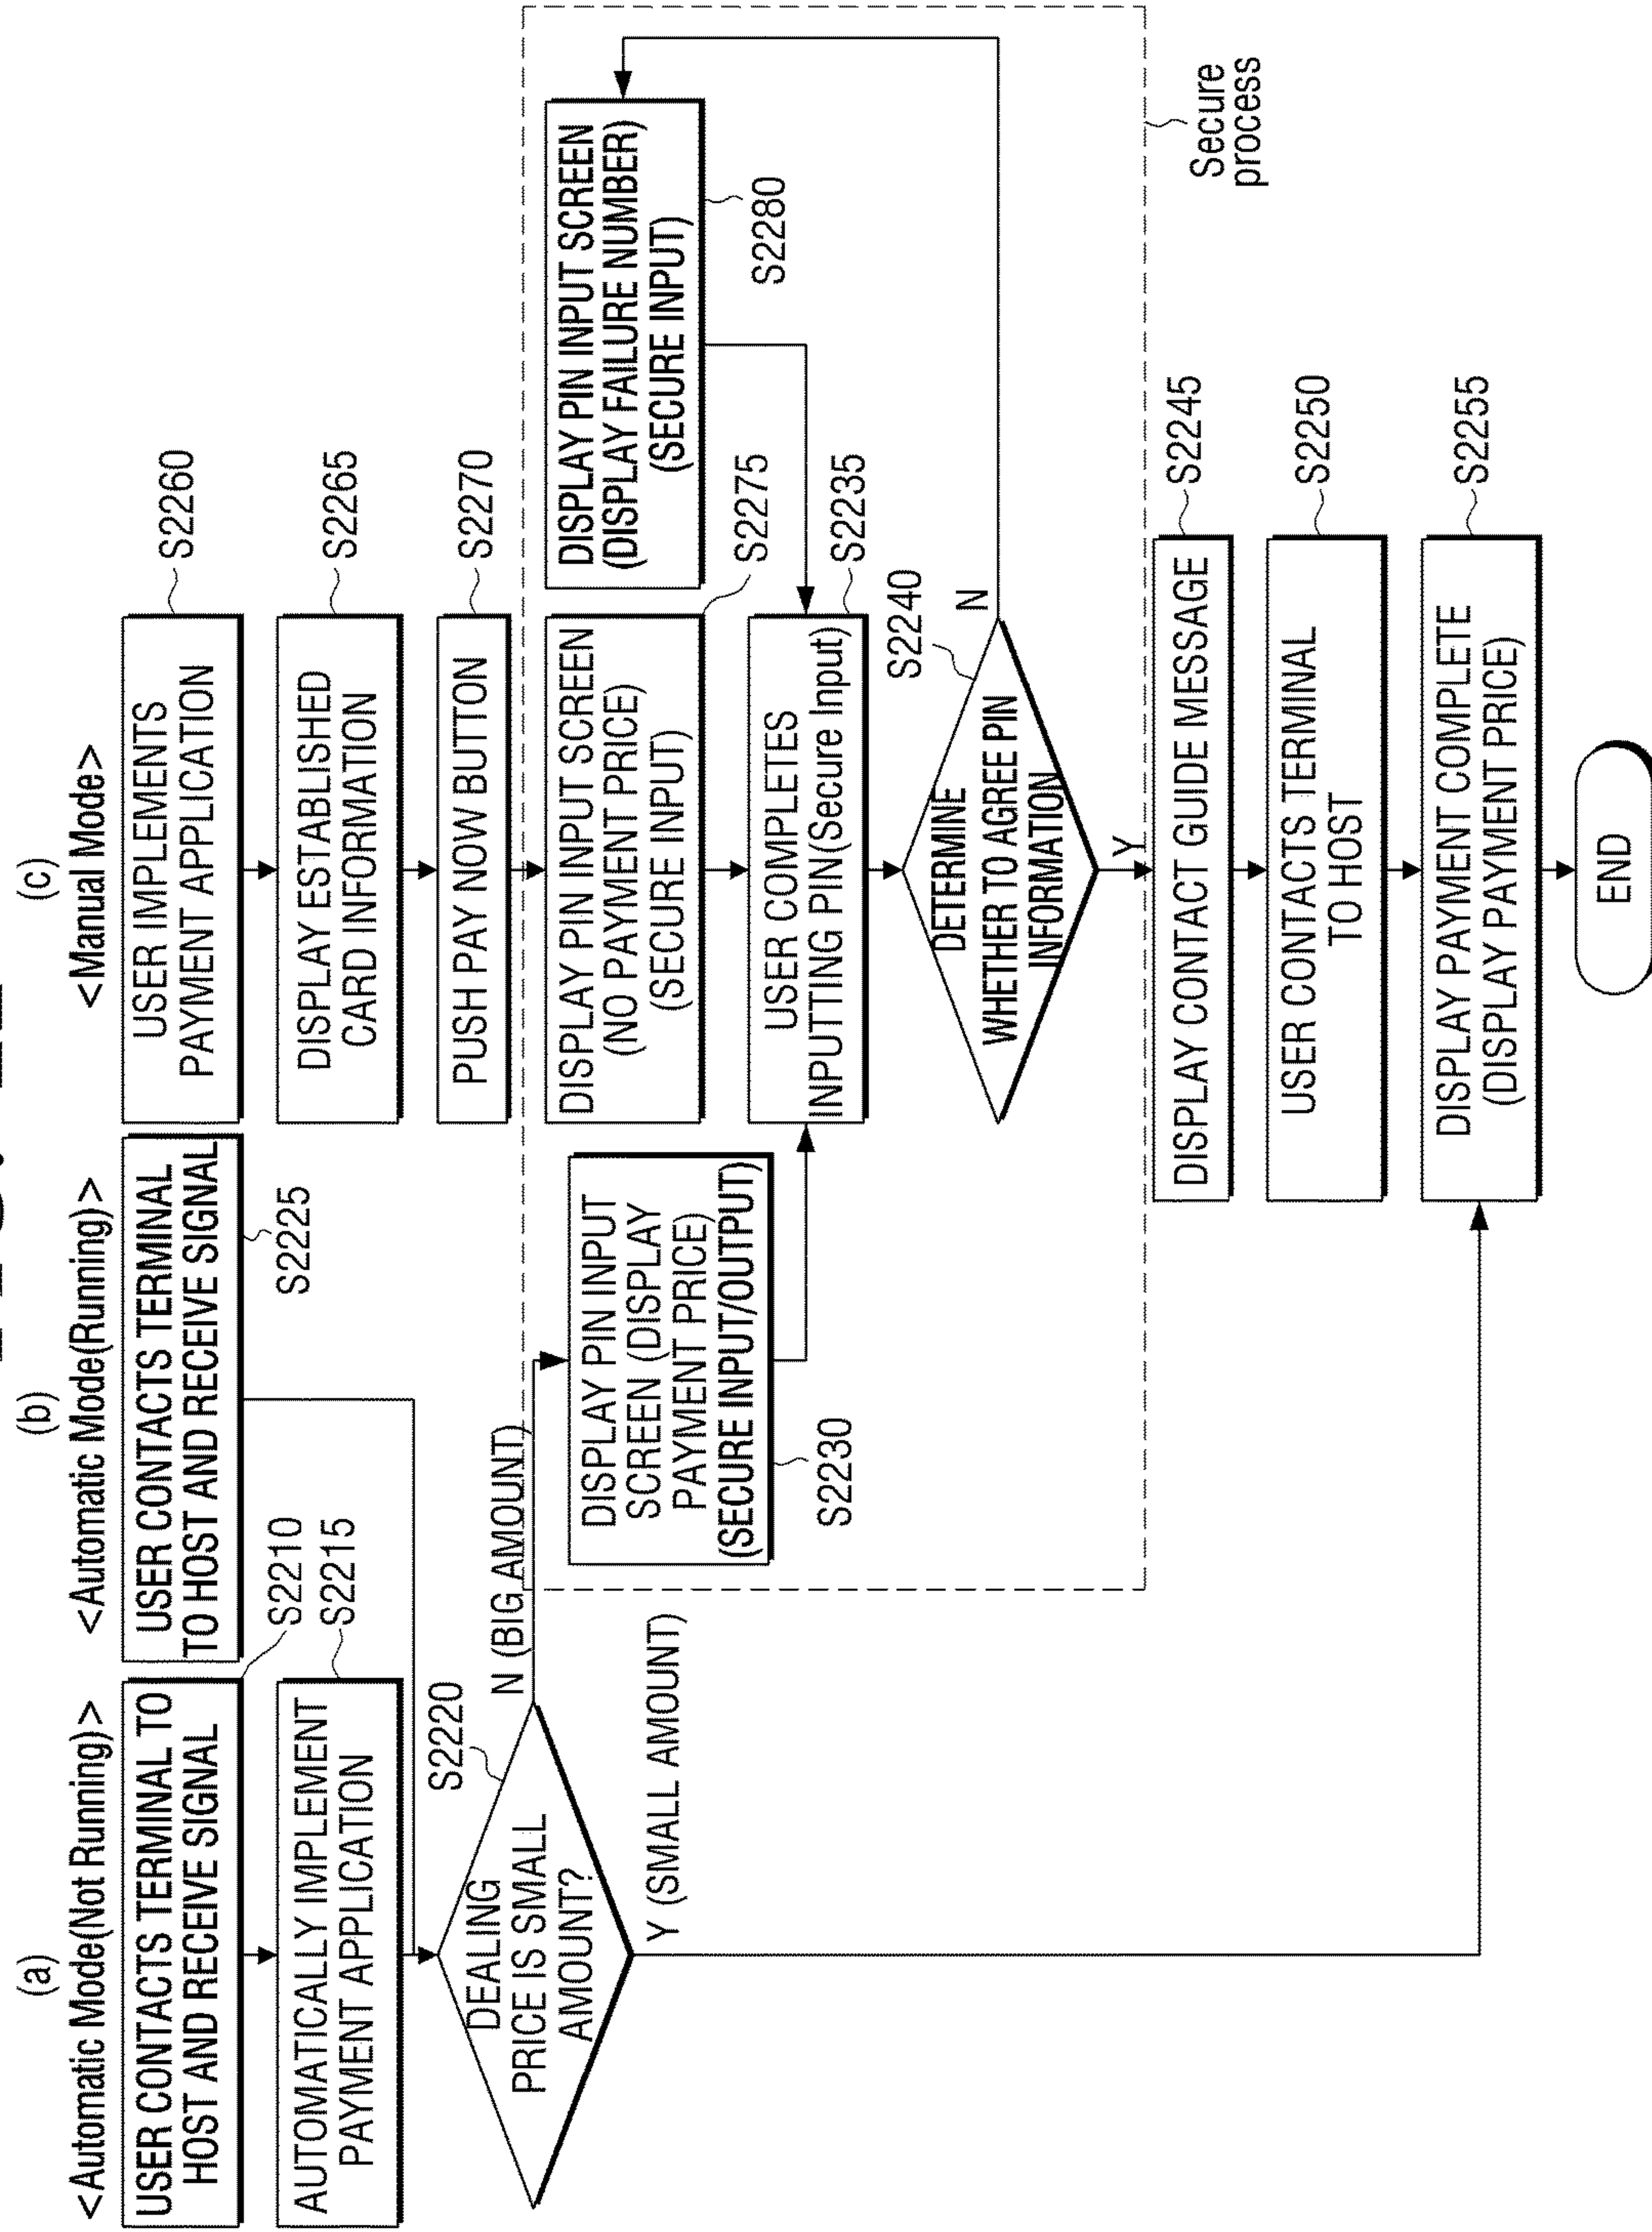 (a)
<Automatic Mode(Not Running)>
USER CONTACTS TERMINAL TO
HOST AND RECEIVE SIGNAL
S2210
AUTOMATICALLY IMPLEMENT
PAYMENT APPLICATION
S2215
DEALING
PRICE IS SMALL
AMOUNT?
S2220
N (BIG AMOUNT)
Y (SMALL AMOUNT)
(b)
<Automatic Mode(Running)>
USER CONTACTS TERMINAL
TO HOST AND RECEIVE SIGNAL
S2225
DISPLAY PIN INPUT
SCREEN (DISPLAY
PAYMENT PRICE)
(SECURE INPUT/OUTPUT)
S2230
(c)
<Manual Mode>
USER IMPLEMENTS
PAYMENT APPLICATION
S2260
DISPLAY ESTABLISHED
CARD INFORMATION
S2265
PUSH PAY NOW BUTTON
S2270
DISPLAY PIN INPUT SCREEN
(NO PAYMENT PRICE)
(SECURE INPUT)
S2275
DISPLAY PIN INPUT SCREEN
(DISPLAY FAILURE NUMBER)
(SECURE INPUT)
S2280
USER COMPLETES
INPUTTING PIN(Secure Input)
S2235
DETERMINE
WHETHER TO AGREE PIN
INFORMATION
S2240
N
Y
Secure
process
DISPLAY CONTACT GUIDE MESSAGE
S2245
USER CONTACTS TERMINAL
TO HOST
S2250
DISPLAY PAYMENT COMPLETE
(DISPLAY PAYMENT PRICE)
S2255
END